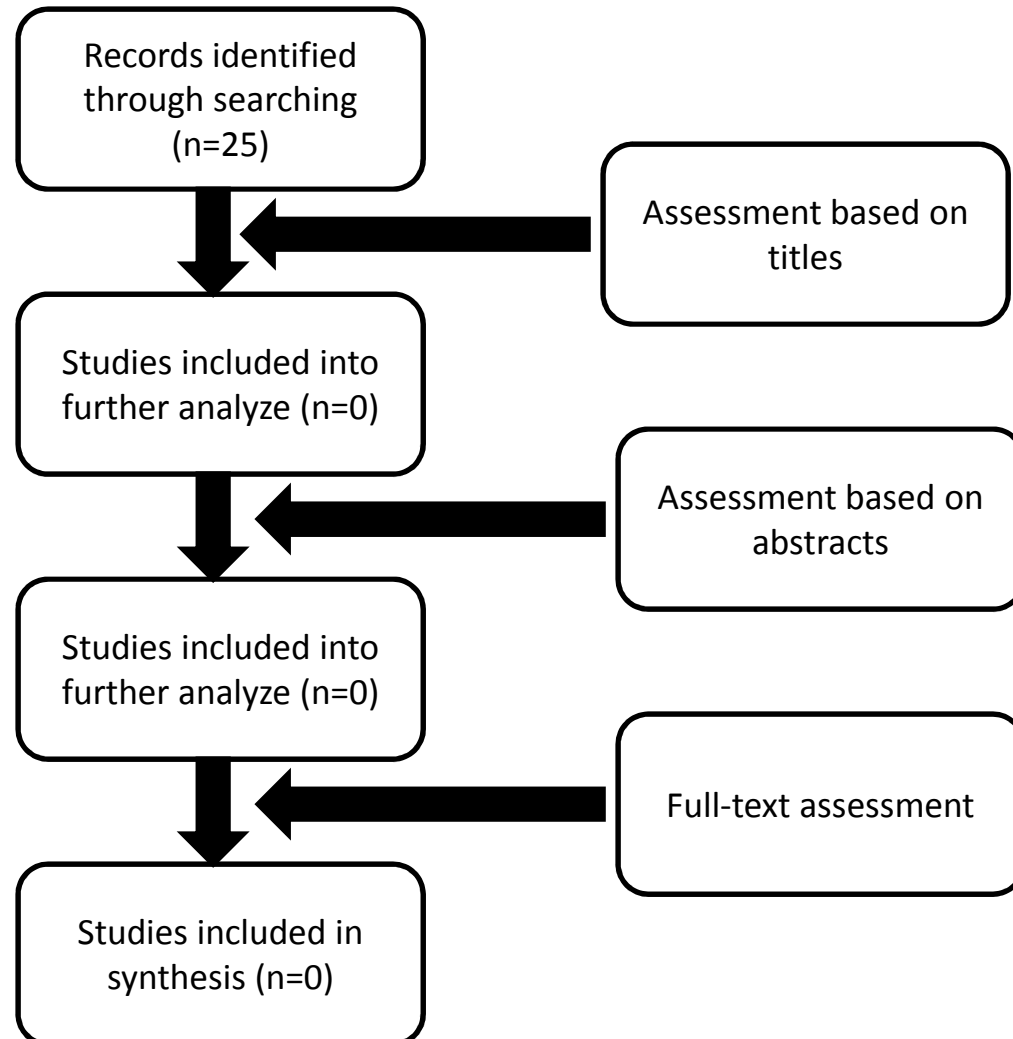 Records identified
through searching
(n=25)
Assessment based on
titles
Studies included into
further analyze (n=0)
Assessment based on
abstracts
Studies included into
further analyze (n=0)
Full-text assessment
Studies included in
synthesis (n=0)